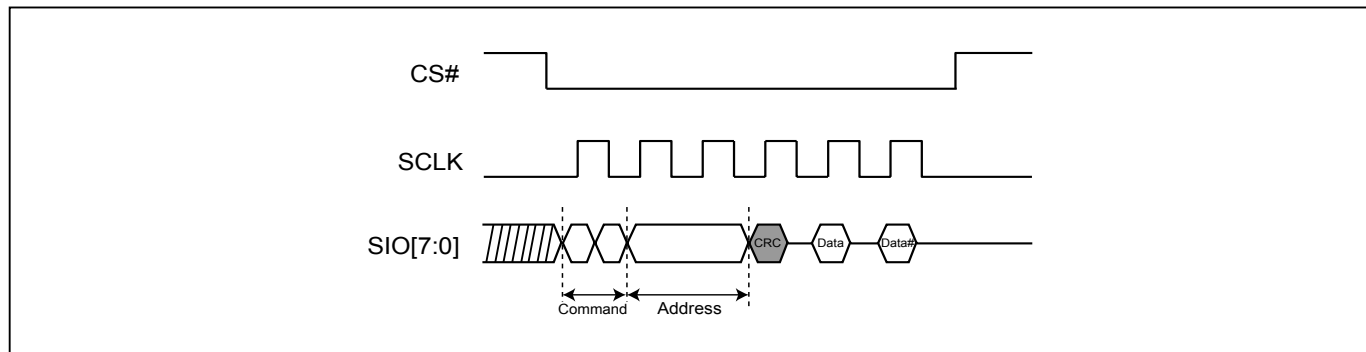 CS#
SCLK
SIO[7:0]
CRC
Data
Data#
Command
Address